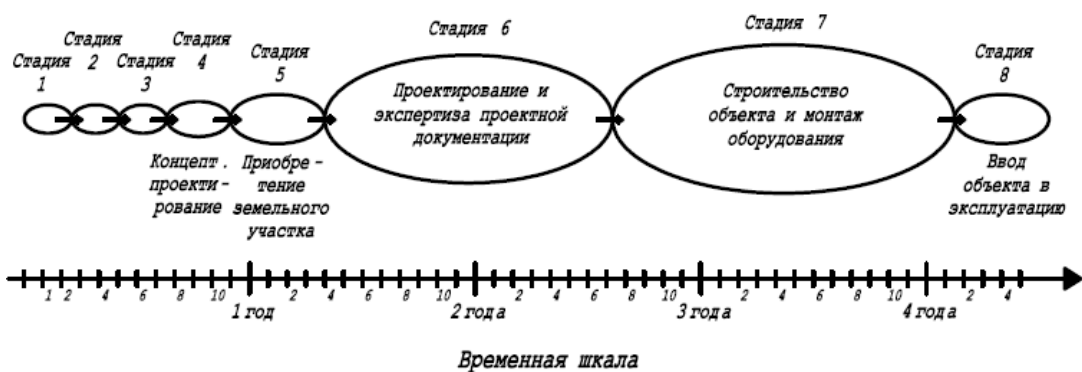 Стадия 1
Стадия 2
Стадия 3
Стадия 4
Стадия 5
Стадия 6
Стадия 7
Стадия 8
Проектирование и
экспертиза проектной
документации
Строительство
объекта и монтаж
оборудования
Концепт.
проекти-
рование
Приобре-
тение
земельного
участка
Ввод
объекта в
эксплуатацию
1 2 4 6 8 10 2 4 6 8 10 2 4 6 8 10 2 4 6 8 10 2 4
1 год 2 года 3 года 4 года
Временная шкала